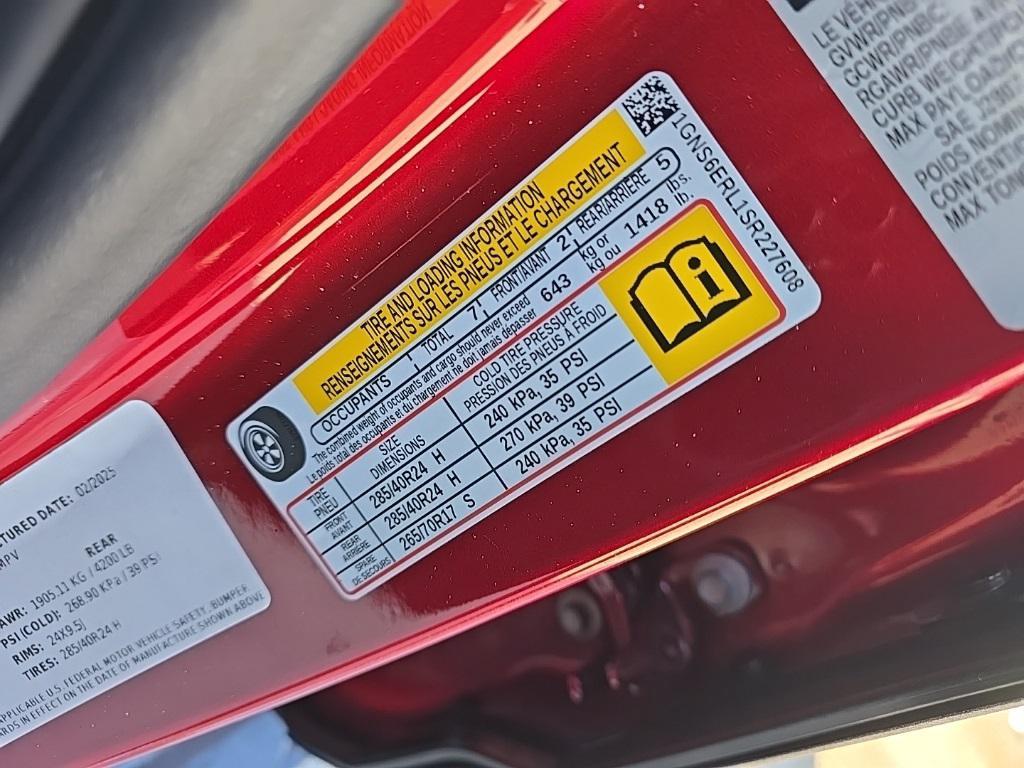 TIRE AND LOADING INFORMATION
RENSEIGNEMENTS SUR LES PNEUS ET LE CHARGEMENT
OCCUPANTS TOTAL 7 FRONT/AVANT 2 REAR/ARRIÈRE 5
The combined weight of occupants and cargo should never exceed 643 kg or 1418 lbs.
Le poids total des occupants et du chargement ne doit jamais dépasser kg ou lb.
TIRE SIZE COLD TIRE PRESSURE
PNEU DIMENSIONS PRESSION DES PNEUS À FROID
FRONT AVANT 285/40R24 H 240 kPa, 35 PSI
REAR ARRIÈRE 285/40R24 H 270 kPa, 39 PSI
SPARE DE SECOURS 265/70R17 S 240 kPa, 35 PSI
1GNS6ERL1SR227608
TURED DATE: 02/2025
REAR
AWR: 1905.11 KG / 4200 LB
PSI (COLD): 268.90 KPa / 39 PSI
RIMS: 24X9.5J
TIRES: 285/40R24 H
APPLICABLE U.S. FEDERAL MOTOR VEHICLE SAFETY, BUMPER
ARDS IN EFFECT ON THE DATE OF MANUFACTURE SHOWN ABOVE
LE VÉHIC
GVWR/PNBV
GCWR/PNBC
RGAWR/PNBE A
CURB WEIGHT/POI
MAX PAYLOAD/CH
POIDS NOMIN
CONVENTI
MAX TON